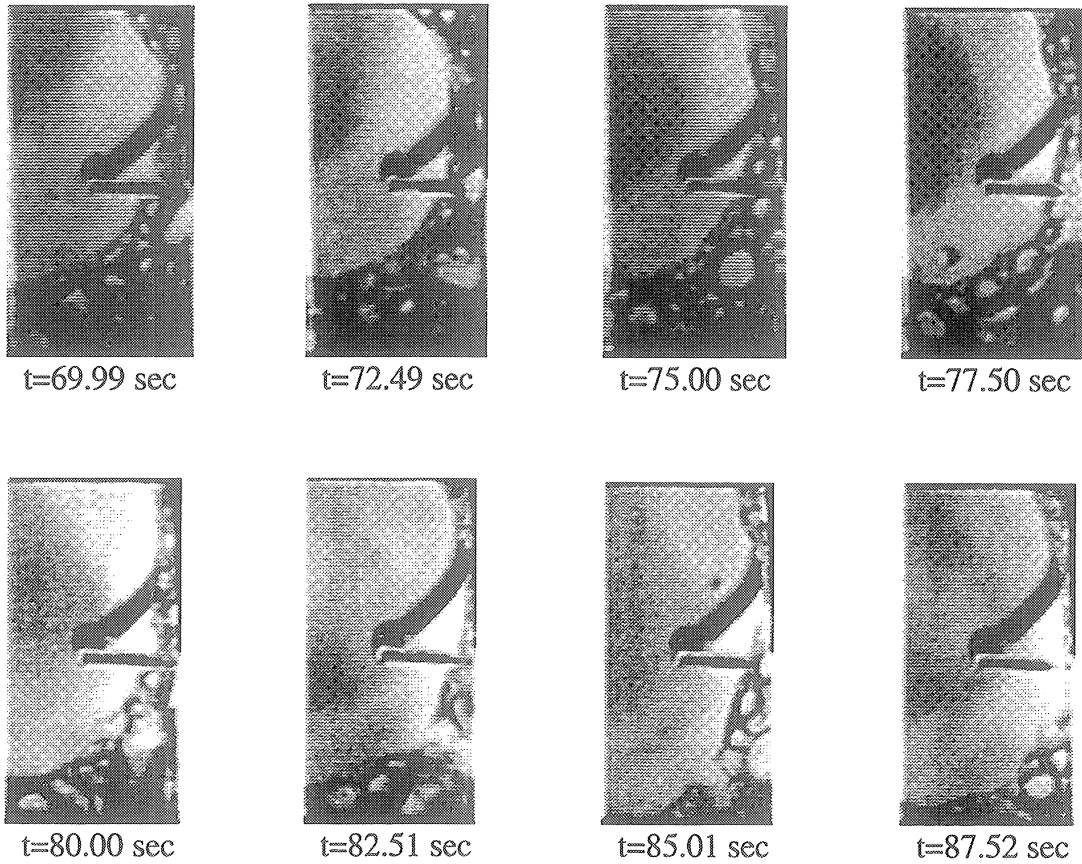 t=69.99 sec
t=72.49 sec
t=75.00 sec
t=77.50 sec
t=80.00 sec
t=82.51 sec
t=85.01 sec
t=87.52 sec